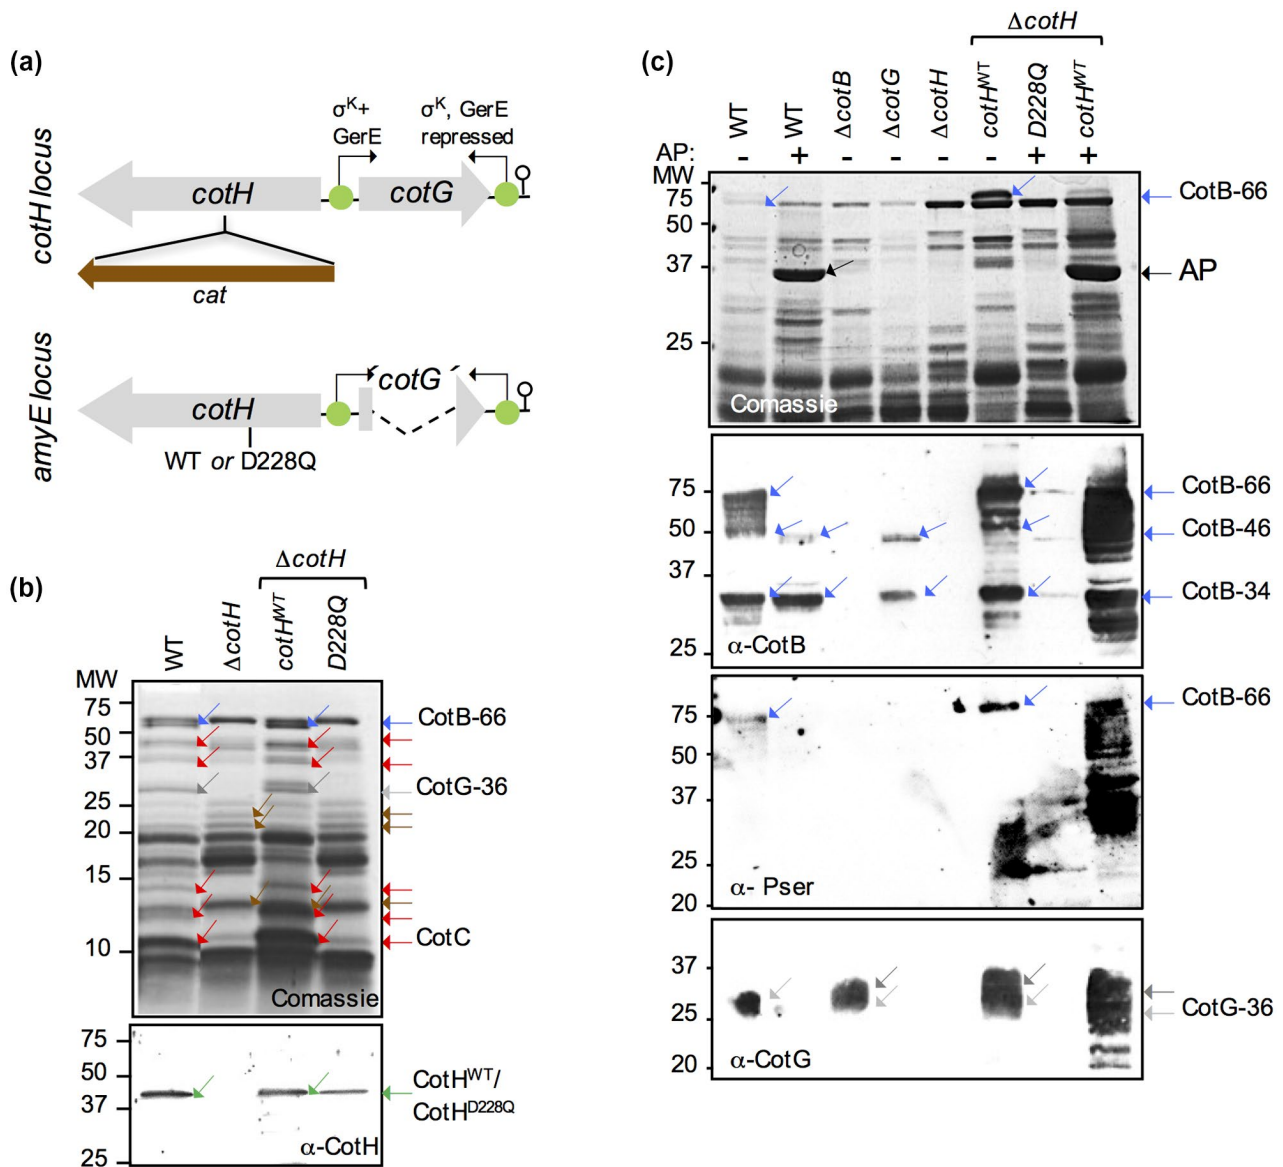 (a)
cotH locus
σK+
GerE
σK, GerE
repressed
cotH
cotG
cat
amyE locus
cotH
cotG
WT or D228Q
(b)
ΔcotH
WT
ΔcotH
cotHWT
D228Q
MW
75
50
37
25
20
15
10
CotB-66
CotG-36
CotC
Comassie
75
50
37
25
CotHWT/
CotHD228Q
α-CotH
(c)
ΔcotH
WT
WT
ΔcotB
ΔcotG
ΔcotH
cotHWT
D228Q
cotHWT
AP: - + - - - - + +
MW
75
50
37
25
CotB-66
AP
Comassie
75
50
37
25
CotB-66
CotB-46
CotB-34
α-CotB
75
50
37
25
20
CotB-66
α- Pser
37
25
20
CotG-36
α-CotG